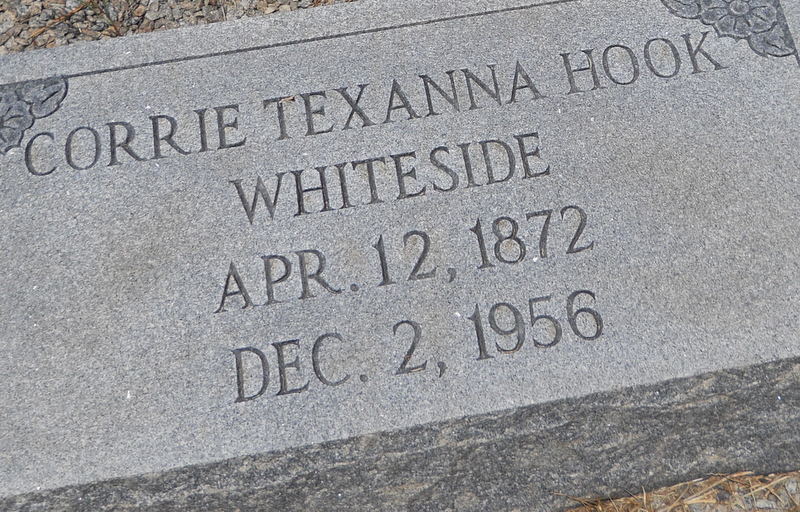 CORRIE TEXANNA HOOK
WHITESIDE
APR. 12, 1872
DEC. 2, 1956